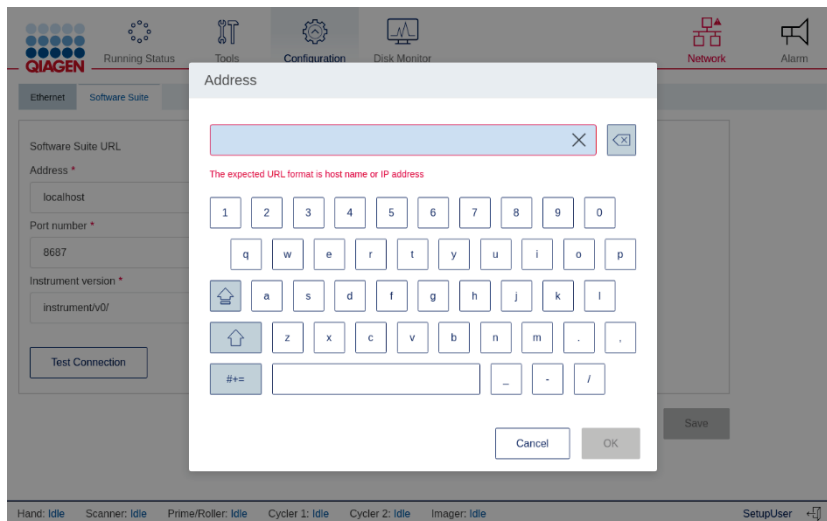 QIAGEN
Running Status
Tools
Configuration
Disk Monitor
Network
Alarm
Ethernet
Software Suite
Software Suite URL
Address *
localhost
Port number *
8687
Instrument version *
instrument/v0/
Test Connection
Save
Address
The expected URL format is host name or IP address
1 2 3 4 5 6 7 8 9 0
q w e r t y u i o p
a s d f g h j k l
z x c v b n m . ,
#+= _ - /
Cancel OK
Hand: Idle Scanner: Idle Prime/Roller: Idle Cycler 1: Idle Cycler 2: Idle Imager: Idle SetupUser